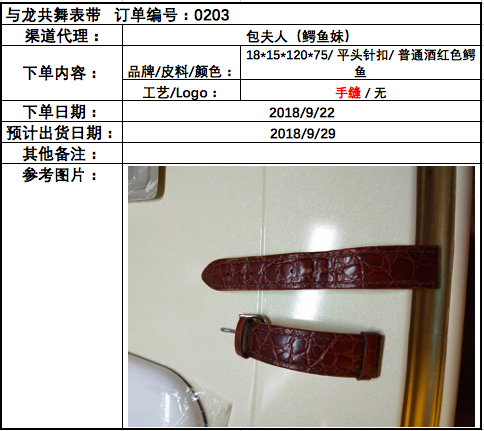 与龙共舞表带 订单编号：0203
渠道代理： 包夫人（鳄鱼妹）
下单内容： 品牌/皮料/颜色： 18*15*120*75/ 平头针扣/ 普通酒红色鳄
鱼
工艺/Logo： 手缝 / 无
下单日期： 2018/9/22
预计出货日期： 2018/9/29
其他备注：
参考图片：